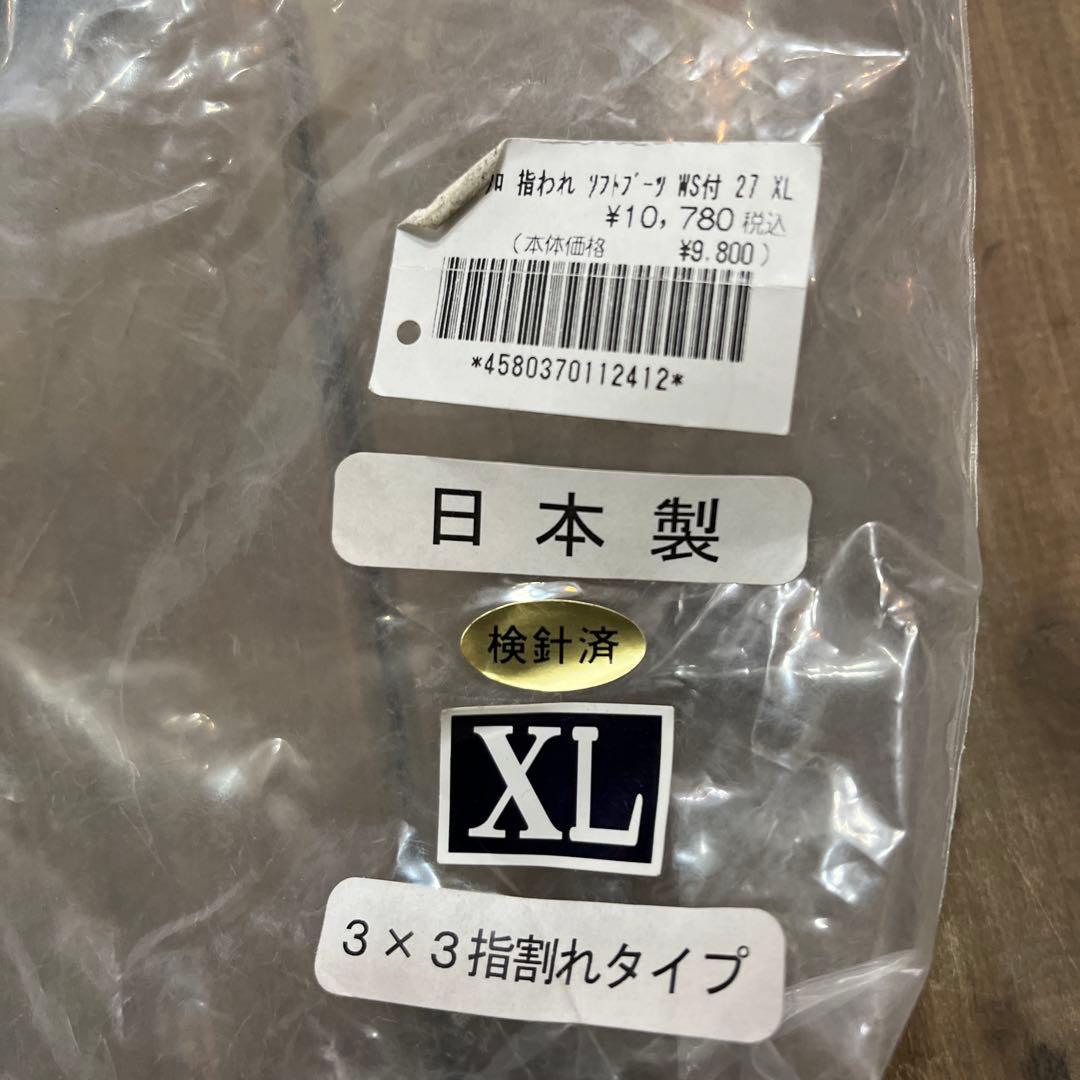 ｿﾛ 指われ ｿﾌﾄﾌﾞｰﾂ WS付 27 XL
¥10,780 税込
(本体価格 ¥9.800)
*4580370112412*
日本製
検針済
XL
3×3指割れタイプ